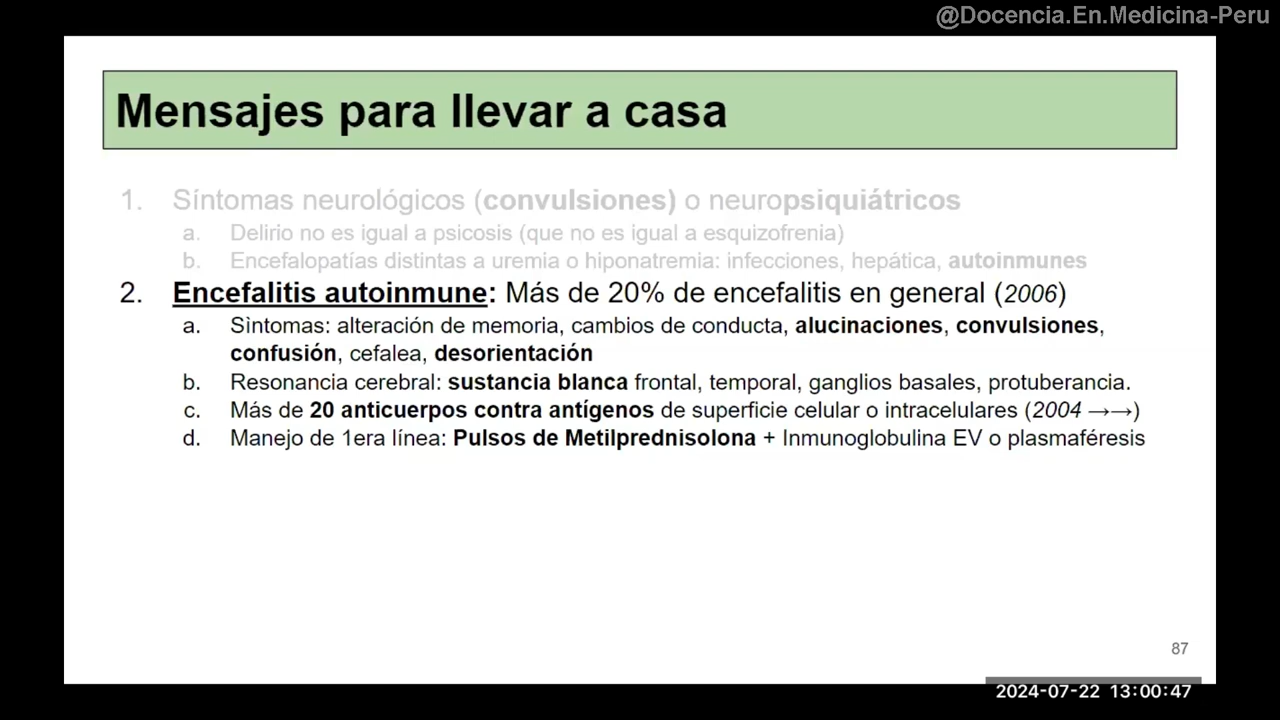 @Docencia.En.Medicina-Peru
Mensajes para llevar a casa
1. Síntomas neurológicos (convulsiones) o neuropsiquiátricos
a. Delirio no es igual a psicosis (que no es igual a esquizofrenia)
b. Encefalopatías distintas a uremia o hiponatremia: infecciones, hepática, autoinmunes
2. Encefalitis autoinmune: Más de 20% de encefalitis en general (2006)
a. Sìntomas: alteración de memoria, cambios de conducta, alucinaciones, convulsiones,
confusión, cefalea, desorientación
b. Resonancia cerebral: sustancia blanca frontal, temporal, ganglios basales, protuberancia.
c. Más de 20 anticuerpos contra antígenos de superficie celular o intracelulares (2004 →→)
d. Manejo de 1era línea: Pulsos de Metilprednisolona + Inmunoglobulina EV o plasmaféresis
87
2024-07-22 13:00:47